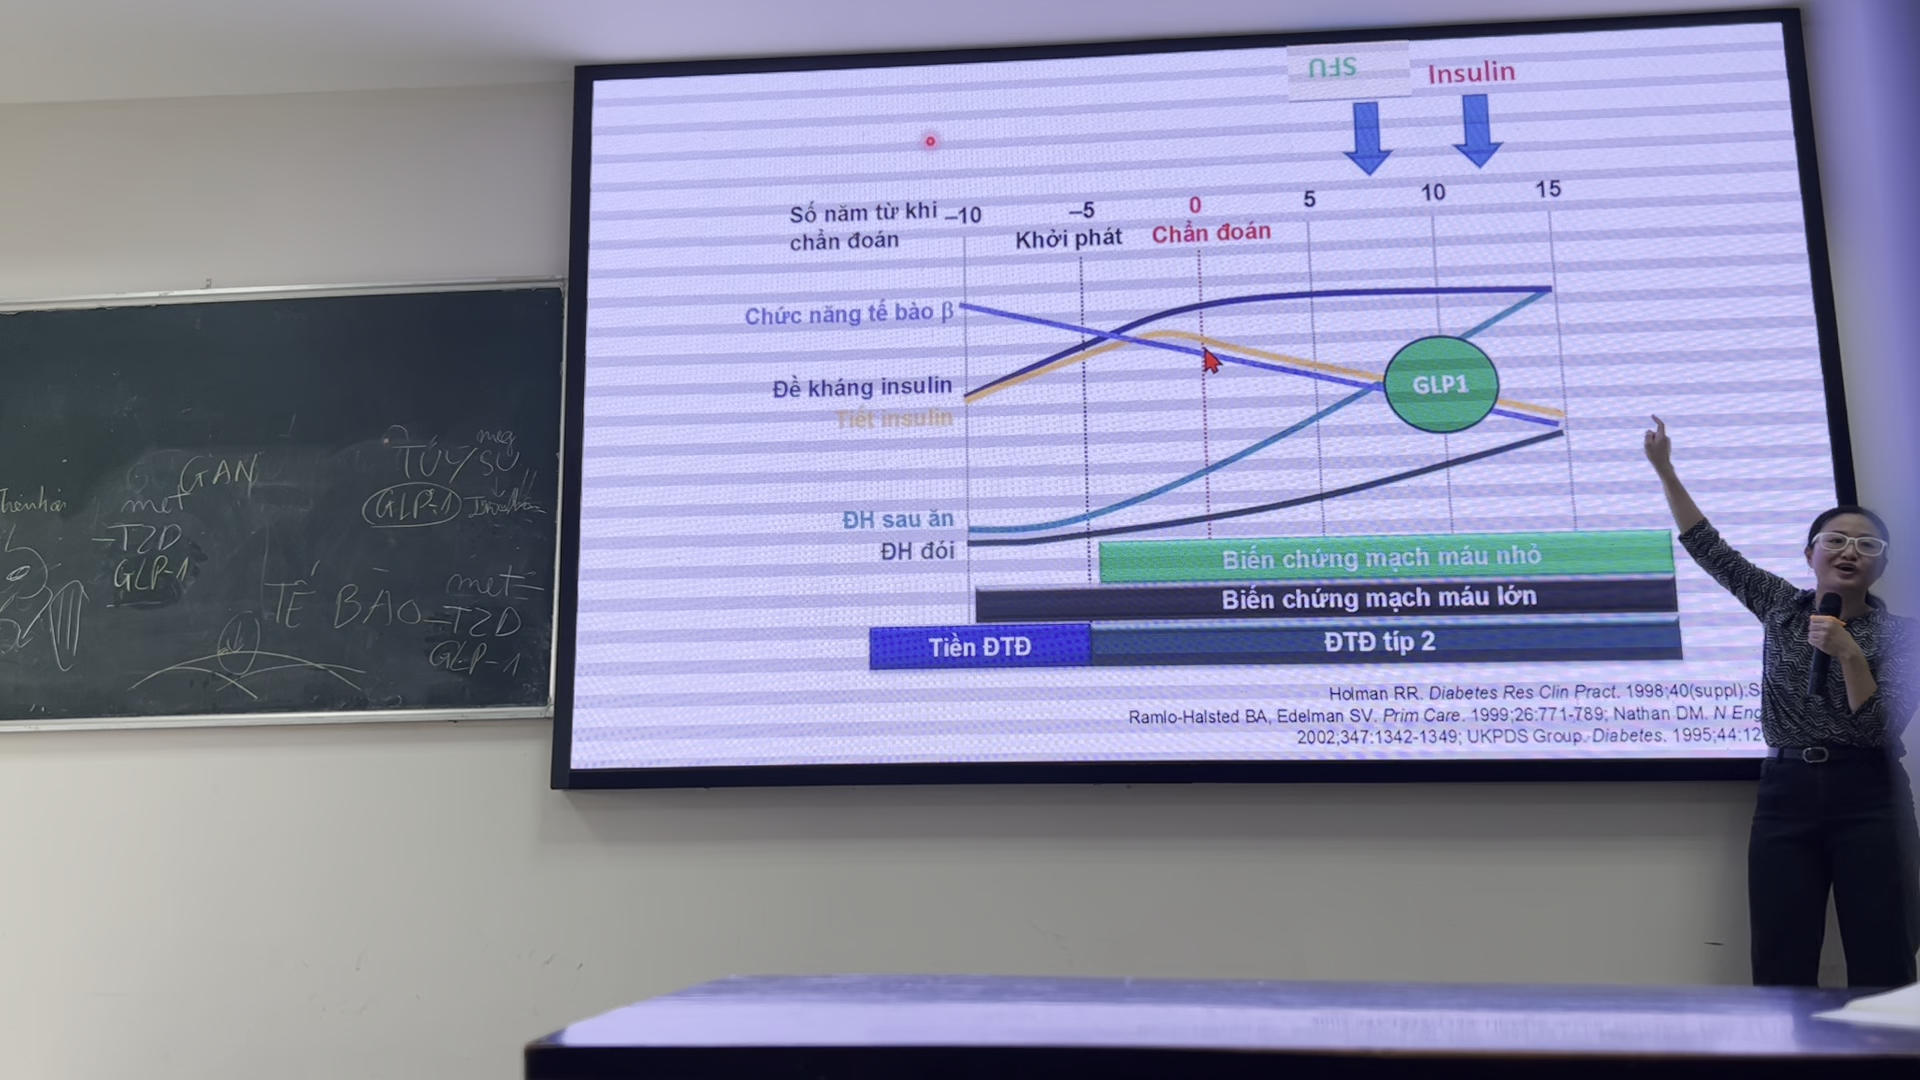 SFU
Insulin
Số năm từ khi
chẩn đoán
–10
–5
0
5
10
15
Khởi phát
Chẩn đoán
Chức năng tế bào β
Đề kháng insulin
Tiết insulin
GLP1
ĐH sau ăn
ĐH đói
Biến chứng mạch máu nhỏ
Biến chứng mạch máu lớn
Tiền ĐTĐ
ĐTĐ típ 2
Holman RR. Diabetes Res Clin Pract. 1998;40(suppl):S
Ramlo-Halsted BA, Edelman SV. Prim Care. 1999;26:771-789; Nathan DM. N Eng
2002;347:1342-1349; UKPDS Group. Diabetes. 1995;44:12
GAN
met
TZD
GLP-1
TỤY
SU
meg
GLP-1
TẾ BÀO
met
TZD
GLP-1